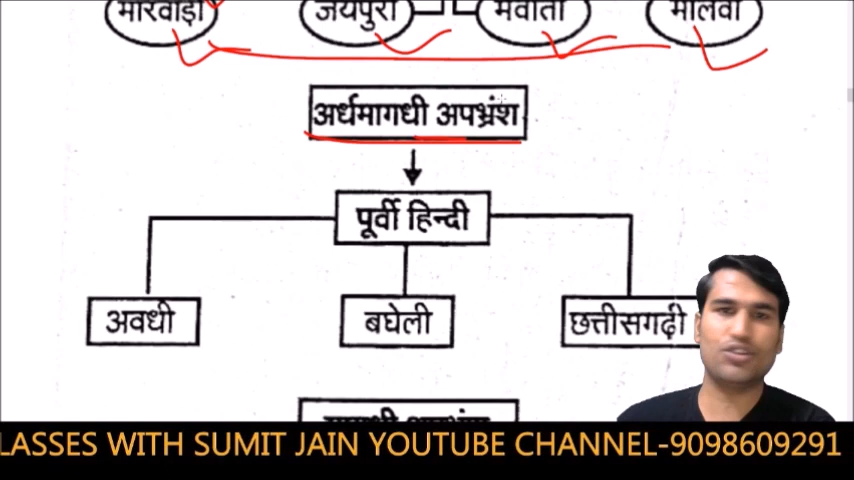 मारवाड़ी जयपुरी मेवाती मालवी
अर्धमागधी अपभ्रंश
पूर्वी हिन्दी
अवधी बघेली छत्तीसगढ़ी
LASSES WITH SUMIT JAIN YOUTUBE CHANNEL-9098609291